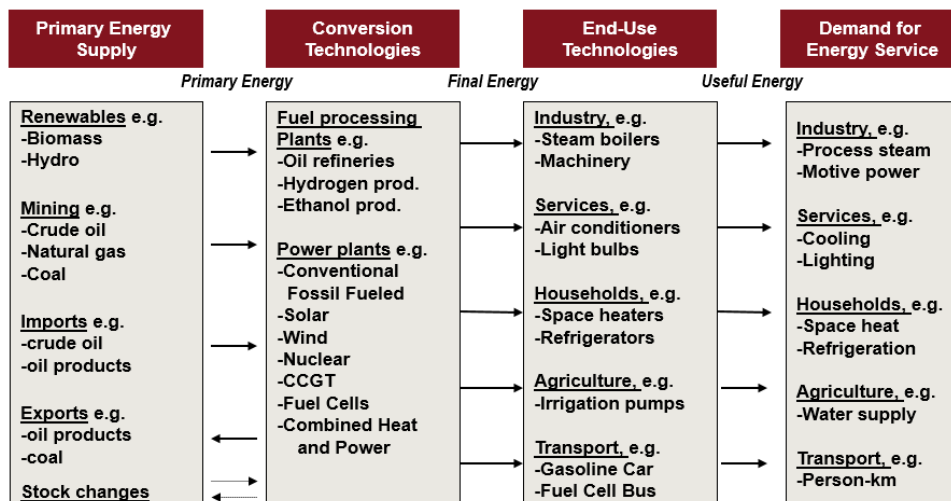 Primary Energy
Supply
Conversion
Technologies
End-Use
Technologies
Demand for
Energy Service
Primary Energy
Final Energy
Useful Energy
Renewables e.g.
-Biomass
-Hydro
Mining e.g.
-Crude oil
-Natural gas
-Coal
Imports e.g.
-crude oil
-oil products
Exports e.g.
-oil products
-coal
Stock changes
Fuel processing
Plants e.g.
-Oil refineries
-Hydrogen prod.
-Ethanol prod.
Power plants e.g.
-Conventional
Fossil Fueled
-Solar
-Wind
-Nuclear
-CCGT
-Fuel Cells
-Combined Heat
and Power
Industry, e.g.
-Steam boilers
-Machinery
Services, e.g.
-Air conditioners
-Light bulbs
Households, e.g.
-Space heaters
-Refrigerators
Agriculture, e.g.
-Irrigation pumps
Transport, e.g.
-Gasoline Car
-Fuel Cell Bus
Industry, e.g.
-Process steam
-Motive power
Services, e.g.
-Cooling
-Lighting
Households, e.g.
-Space heat
-Refrigeration
Agriculture, e.g.
-Water supply
Transport, e.g.
-Person-km